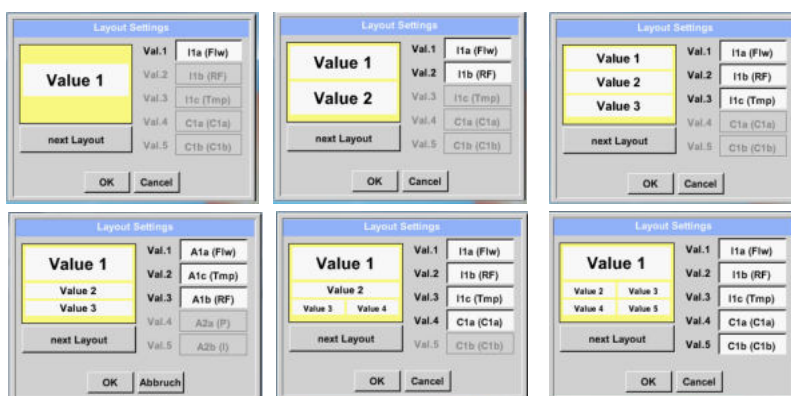 Layout Settings
Value 1
next Layout
Val.1 I1a (Flw)
Val.2 I1b (RF)
Val.3 I1c (Tmp)
Val.4 C1a (C1a)
Val.5 C1b (C1b)
OK Cancel
Layout Settings
Value 1
Value 2
next Layout
Val.1 I1a (Flw)
Val.2 I1b (RF)
Val.3 I1c (Tmp)
Val.4 C1a (C1a)
Val.5 C1b (C1b)
OK Cancel
Layout Settings
Value 1
Value 2
Value 3
next Layout
Val.1 I1a (Flw)
Val.2 I1b (RF)
Val.3 I1c (Tmp)
Val.4 C1a (C1a)
Val.5 C1b (C1b)
OK Cancel
Layout Settings
Value 1
Value 2
Value 3
next Layout
Val.1 A1a (Flw)
Val.2 A1c (Tmp)
Val.3 A1b (RF)
Val.4 A2a (P)
Val.5 A2b (I)
OK Abbruch
Layout Settings
Value 1
Value 2
Value 3 Value 4
next Layout
Val.1 I1a (Flw)
Val.2 I1b (RF)
Val.3 I1c (Tmp)
Val.4 C1a (C1a)
Val.5 C1b (C1b)
OK Cancel
Layout Settings
Value 1
Value 2 Value 3
Value 4 Value 5
next Layout
Val.1 I1a (Flw)
Val.2 I1b (RF)
Val.3 I1c (Tmp)
Val.4 C1a (C1a)
Val.5 C1b (C1b)
OK Cancel